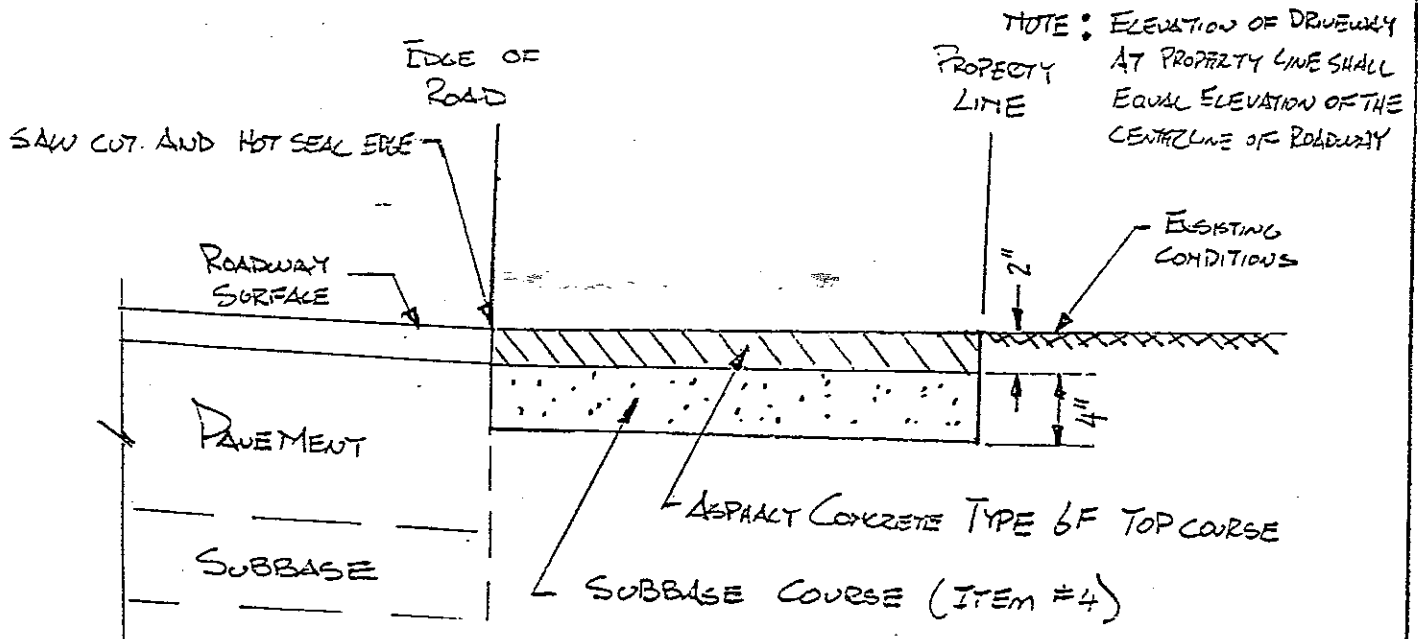 NOTE: ELEVATION OF DRIVEWAY
AT PROPERTY LINE SHALL
EQUAL ELEVATION OF THE
CENTERLINE OF ROADWAY
EDGE OF
ROAD
PROPERTY
LINE
SAW CUT. AND HOT SEAL EDGE
EXSISTING
CONDITIONS
ROADWAY
SURFACE
2"
4"
PAVEMENT
ASPHALT CONCRETE TYPE 6F TOP COURSE
SUBBASE
SUBBASE COURSE (ITEM #4)